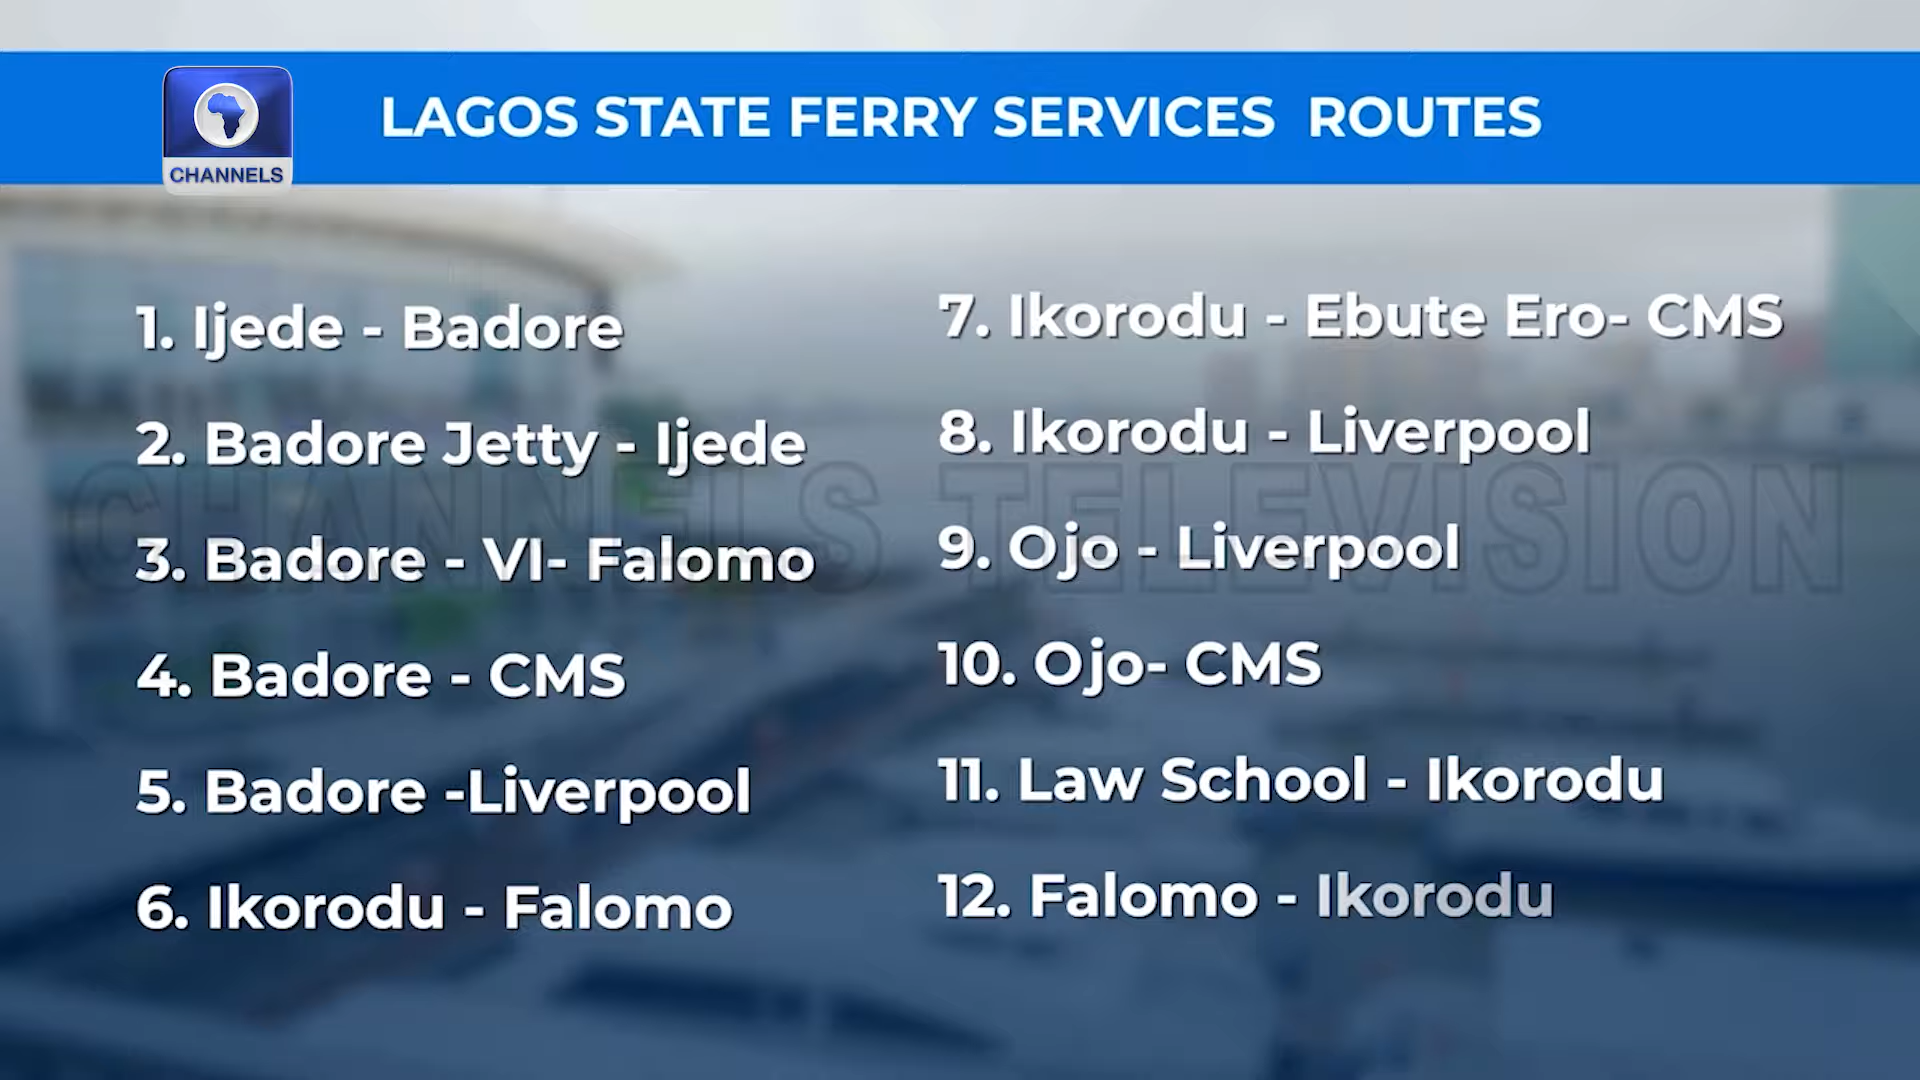 CHANNELS
LAGOS STATE FERRY SERVICES ROUTES
1. Ijede - Badore
2. Badore Jetty - Ijede
3. Badore - VI- Falomo
4. Badore - CMS
5. Badore -Liverpool
6. Ikorodu - Falomo
7. Ikorodu - Ebute Ero- CMS
8. Ikorodu - Liverpool
9. Ojo - Liverpool
10. Ojo- CMS
11. Law School - Ikorodu
12. Falomo - Ikorodu
CHANNELS TELEVISION